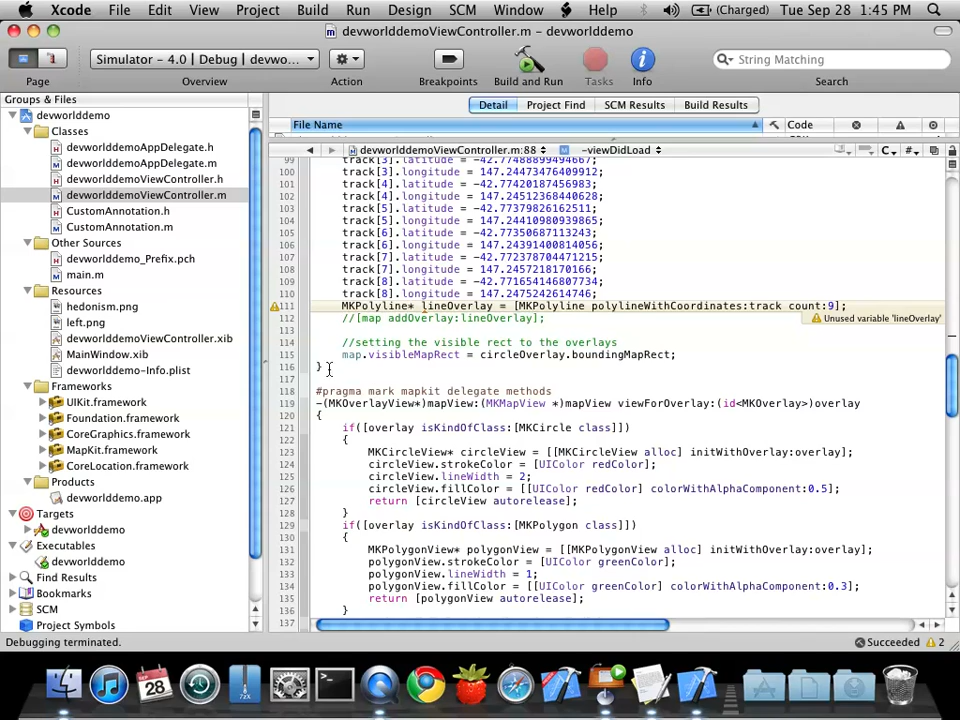 Xcode File Edit View Project Build Run Design SCM Window Help (Charged) Tue Sep 28 1:45 PM
devworlddemoViewController.m – devworlddemo
Simulator - 4.0 | Debug | devwo...
String Matching
Page Overview Action Breakpoints Build and Run Tasks Info Search
Groups & Files
Detail Project Find SCM Results Build Results
File Name Code
devworlddemoViewController.m:88 -viewDidLoad
devworlddemo
Classes
devworlddemoAppDelegate.h
devworlddemoAppDelegate.m
devworlddemoViewController.h
devworlddemoViewController.m
CustomAnnotation.h
CustomAnnotation.m
Other Sources
devworlddemo_Prefix.pch
main.m
Resources
hedonism.png
left.png
devworlddemoViewController.xib
MainWindow.xib
devworlddemo-Info.plist
Frameworks
UIKit.framework
Foundation.framework
CoreGraphics.framework
MapKit.framework
CoreLocation.framework
Products
devworlddemo.app
Targets
devworlddemo
Executables
devworlddemo
Find Results
Bookmarks
SCM
Project Symbols
99 track[3].latitude = -42.77488899494667;
100 track[3].longitude = 147.24473476409912;
101 track[4].latitude = -42.77420187456983;
102 track[4].longitude = 147.24512368440628;
103 track[5].latitude = -42.77379826162511;
104 track[5].longitude = 147.24410980939865;
105 track[6].latitude = -42.77350687113243;
106 track[6].longitude = 147.24391400814056;
107 track[7].latitude = -42.772378704471215;
108 track[7].longitude = 147.2457218170166;
109 track[8].latitude = -42.771654146807734;
110 track[8].longitude = 147.2475242614746;
111 MKPolyline* lineOverlay = [MKPolyline polylineWithCoordinates:track count:9];
112 //[map addOverlay:lineOverlay];
Unused variable 'lineOverlay'
113
114 //setting the visible rect to the overlays
115 map.visibleMapRect = circleOverlay.boundingMapRect;
116 }
117
118 #pragma mark mapkit delegate methods
119 -(MKOverlayView*)mapView:(MKMapView *)mapView viewForOverlay:(id<MKOverlay>)overlay
120 {
121 if([overlay isKindOfClass:[MKCircle class]])
122 {
123 MKCircleView* circleView = [[MKCircleView alloc] initWithOverlay:overlay];
124 circleView.strokeColor = [UIColor redColor];
125 circleView.lineWidth = 2;
126 circleView.fillColor = [[UIColor redColor] colorWithAlphaComponent:0.5];
127 return [circleView autorelease];
128 }
129 if([overlay isKindOfClass:[MKPolygon class]])
130 {
131 MKPolygonView* polygonView = [[MKPolygonView alloc] initWithOverlay:overlay];
132 polygonView.strokeColor = [UIColor greenColor];
133 polygonView.lineWidth = 1;
134 polygonView.fillColor = [[UIColor greenColor] colorWithAlphaComponent:0.3];
135 return [polygonView autorelease];
136 }
137
Debugging terminated. Succeeded 2
SEP
28
7zX